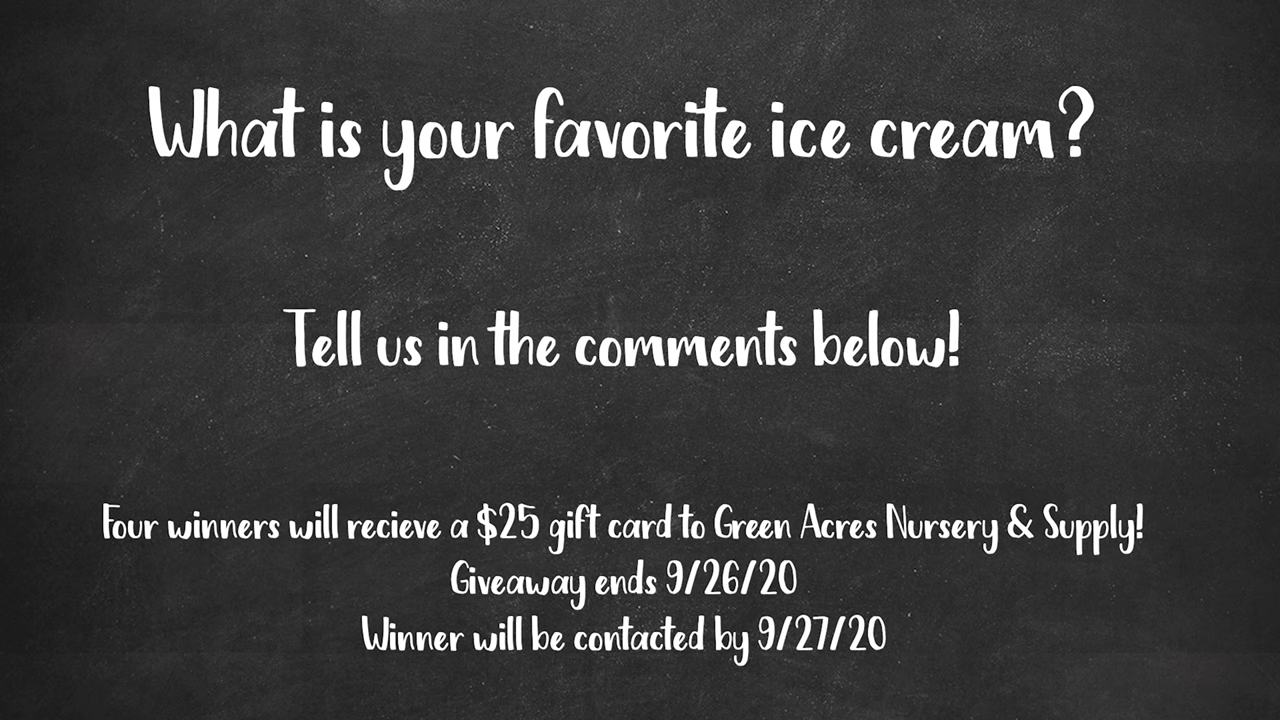 What is your favorite ice cream?
Tell us in the comments below!
Four winners will recieve a $25 gift card to Green Acres Nursery & Supply!
Giveaway ends 9/26/20
Winner will be contacted by 9/27/20